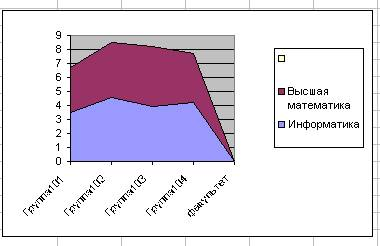 9
8
7
6
5
4
3
2
1
0
Группа101
Группа102
Группа103
Группа104
факультет
Высшая
математика
Информатика